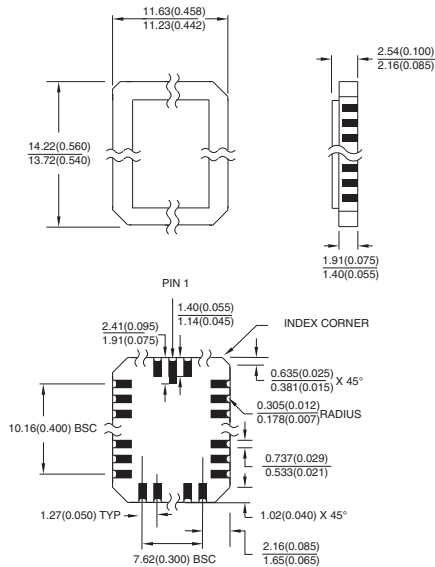 11.63(0.458)
11.23(0.442)
2.54(0.100)
2.16(0.085)
14.22(0.560)
13.72(0.540)
1.91(0.075)
1.40(0.055)
PIN 1
1.40(0.055)
1.14(0.045)
2.41(0.095)
1.91(0.075)
INDEX CORNER
0.635(0.025)
0.381(0.015) X 45°
0.305(0.012)
0.178(0.007) RADIUS
10.16(0.400) BSC
0.737(0.029)
0.533(0.021)
1.27(0.050) TYP
1.02(0.040) X 45°
7.62(0.300) BSC
2.16(0.085)
1.65(0.065)